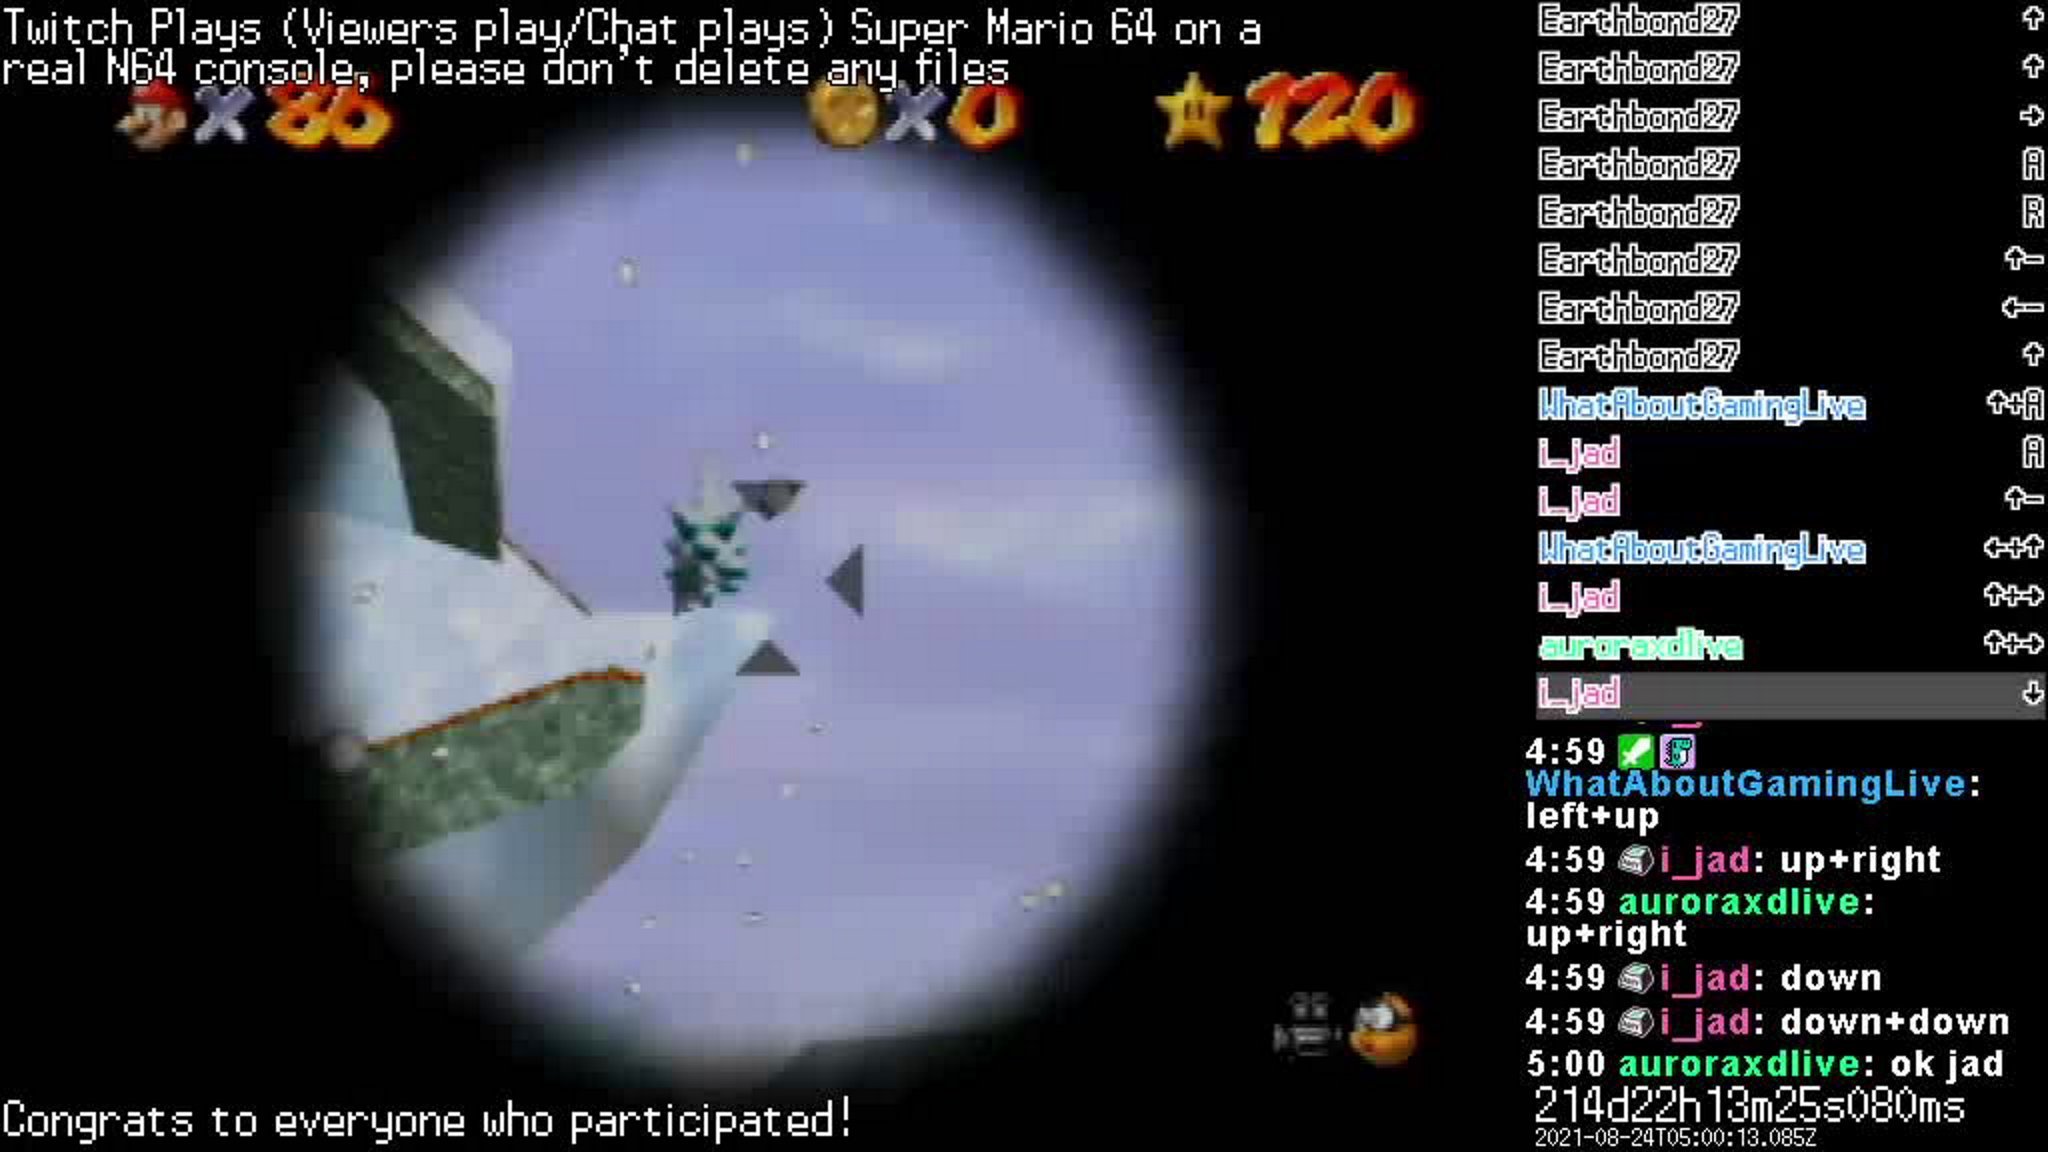 Twitch Plays (Viewers play/Chat plays) Super Mario 64 on a
real N64 console, please don't delete any files
x 86
x 0
120
Earthbond27 ↑
Earthbond27 ↑
Earthbond27 →
Earthbond27 A
Earthbond27 R
Earthbond27 ↑-
Earthbond27 ←-
Earthbond27 ↑
WhatAboutGamingLive ↑+A
i_jad A
i_jad ↑-
WhatAboutGamingLive ←+↑
i_jad ↑+→
auroraxdlive ↑+→
i_jad ↓
4:59
WhatAboutGamingLive:
left+up
4:59 i_jad: up+right
4:59 auroraxdlive:
up+right
4:59 i_jad: down
4:59 i_jad: down+down
5:00 auroraxdlive: ok jad
214d22h13m25s080ms
2021-08-24T05:00:13.085Z
Congrats to everyone who participated!